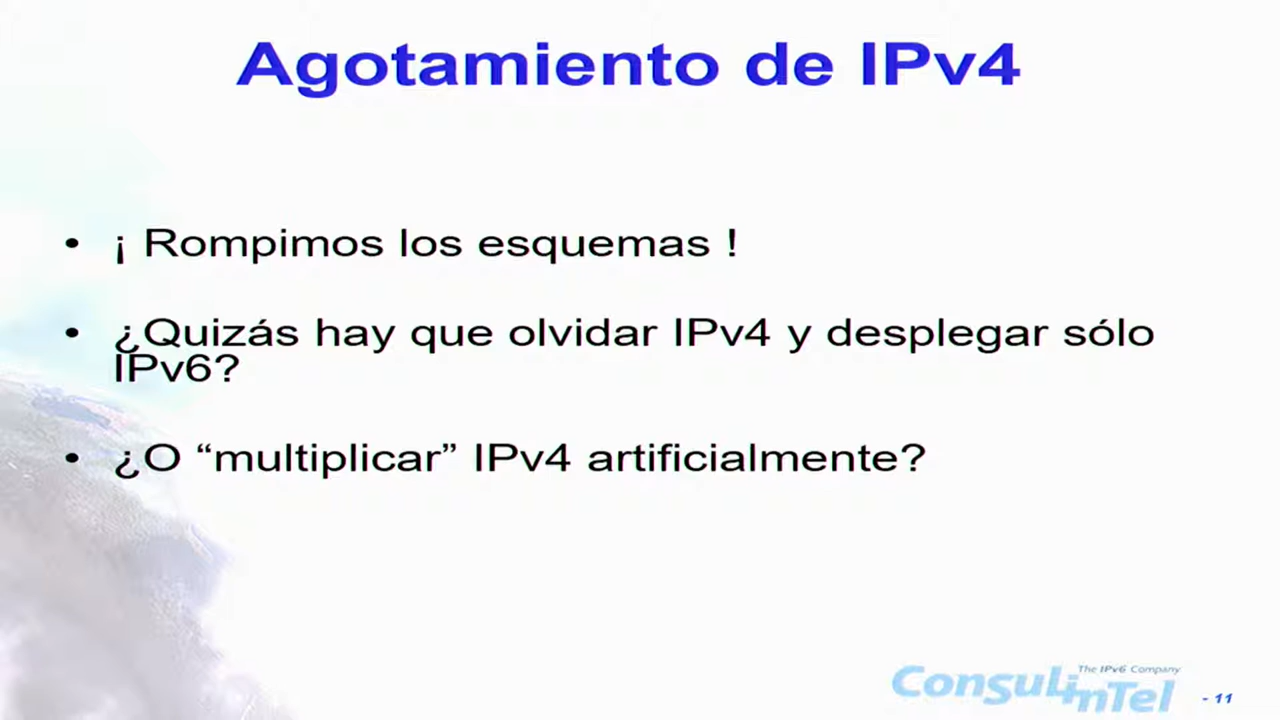 Agotamiento de IPv4
• ¡ Rompimos los esquemas !
• ¿Quizás hay que olvidar IPv4 y desplegar sólo
IPv6?
• ¿O “multiplicar” IPv4 artificialmente?
The IPv6 Company
ConsulinTel
- 11